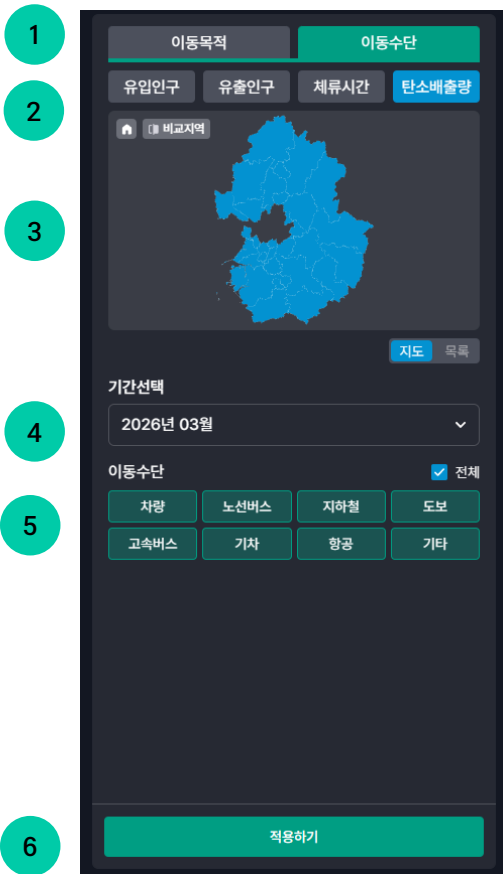 1
이동목적 이동수단
2
유입인구 유출인구 체류시간 탄소배출량
비교지역
3
지도 목록
기간선택
4
2026년 03월
이동수단 전체
5
차량 노선버스 지하철 도보
고속버스 기차 항공 기타
6
적용하기